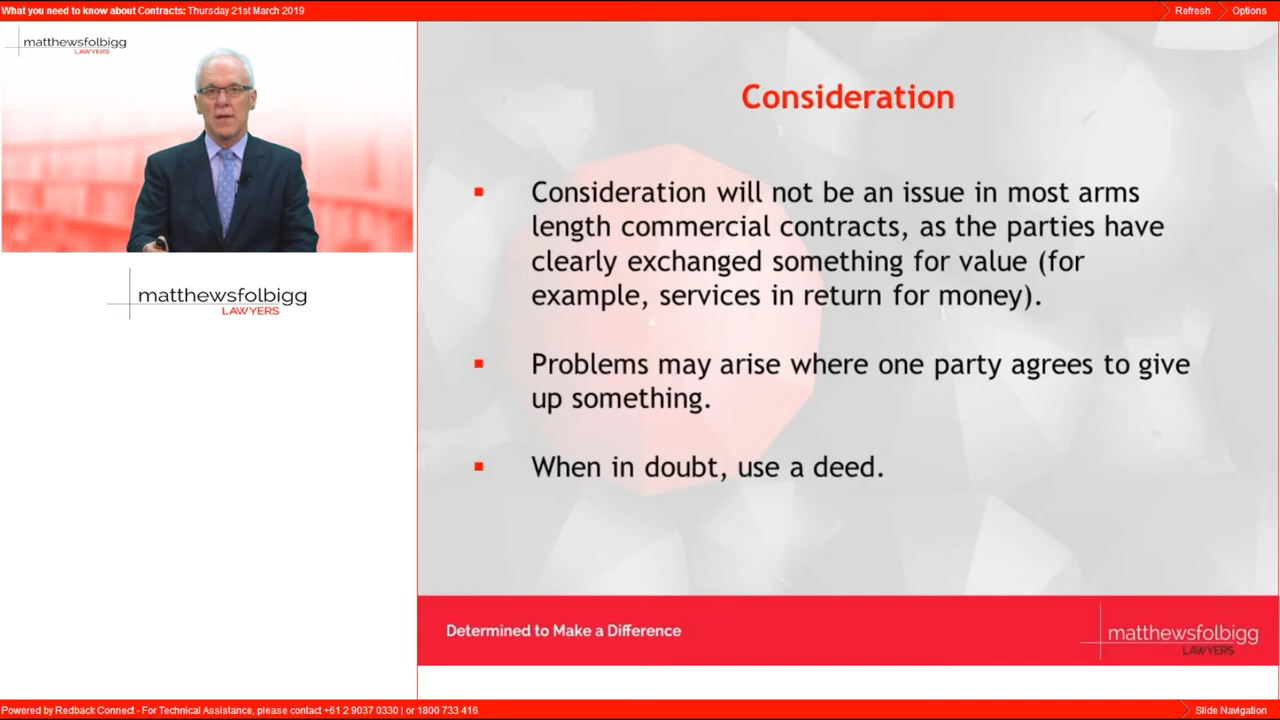 What you need to know about Contracts: Thursday 21st March 2019
Refresh
Options
matthewsfolbigg
LAWYERS
matthewsfolbigg
LAWYERS
Consideration
▪ Consideration will not be an issue in most arms
length commercial contracts, as the parties have
clearly exchanged something for value (for
example, services in return for money).
▪ Problems may arise where one party agrees to give
up something.
▪ When in doubt, use a deed.
Determined to Make a Difference
matthewsfolbigg
LAWYERS
Powered by Redback Connect - For Technical Assistance, please contact +61 2 9037 0330 | or 1800 733 416
Slide Navigation